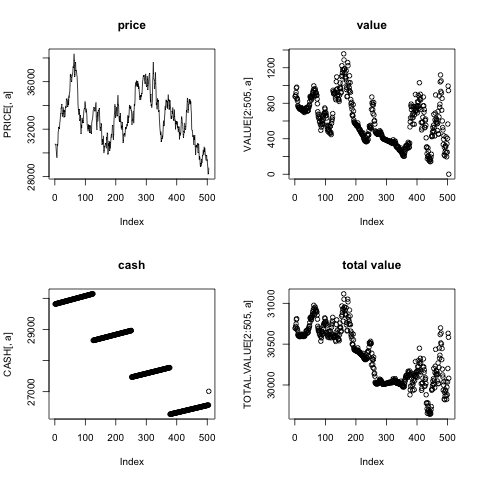 price
PRICE[, a]
28000 32000 36000
0 100 200 300 400 500
Index
value
VALUE[2:505, a]
0 400 800 1200
0 100 200 300 400 500
Index
cash
CASH[, a]
27000 29000
0 100 200 300 400 500
Index
total value
TOTAL.VALUE[2:505, a]
30000 31000
0 100 200 300 400 500
Index